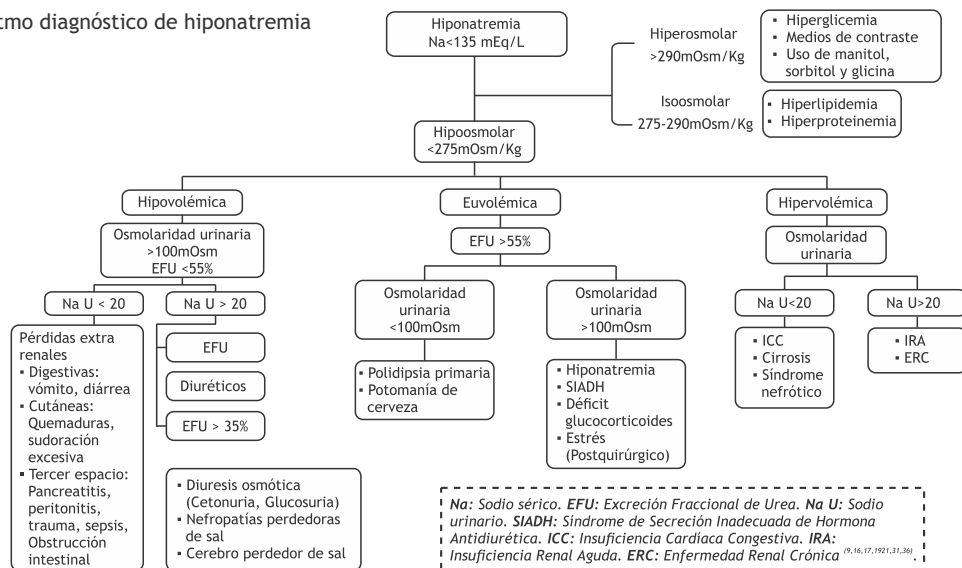 tmo diagnóstico de hiponatremia
Hiponatremia
Na<135 mEq/L
Hiperosmolar
>290mOsm/Kg
▪ Hiperglicemia
▪ Medios de contraste
▪ Uso de manitol,
sorbitol y glicina
Isoosmolar
275-290mOsm/Kg
▪ Hiperlipidemia
▪ Hiperproteinemia
Hipoosmolar
<275mOsm/Kg
Hipovolémica
Osmolaridad urinaria
>100mOsm
EFU <55%
Na U < 20
Na U > 20
Pérdidas extra
renales
▪ Digestivas:
vómito, diárrea
▪ Cutáneas:
Quemaduras,
sudoración
excesiva
▪ Tercer espacio:
Pancreatitis,
peritonitis,
trauma, sepsis,
Obstrucción
intestinal
EFU
Diuréticos
EFU > 35%
▪ Diuresis osmótica
(Cetonuria, Glucosuria)
▪ Nefropatías perdedoras
de sal
▪ Cerebro perdedor de sal
Euvolémica
EFU >55%
Osmolaridad
urinaria
<100mOsm
▪ Polidipsia primaria
▪ Potomanía de
cerveza
Osmolaridad
urinaria
>100mOsm
▪ Hiponatremia
▪ SIADH
▪ Déficit
glucocorticoides
▪ Estrés
(Postquirúrgico)
Hipervolémica
Osmolaridad
urinaria
Na U<20
▪ ICC
▪ Cirrosis
▪ Síndrome
nefrótico
Na U>20
▪ IRA
▪ ERC
Na: Sodio sérico. EFU: Excreción Fraccional de Urea. Na U: Sodio
urinario. SIADH: Síndrome de Secreción Inadecuada de Hormona
Antidiurética. ICC: Insuficiencia Cardíaca Congestiva. IRA:
Insuficiencia Renal Aguda. ERC: Enfermedad Renal Crónica (9,16,17,1921,31,36).